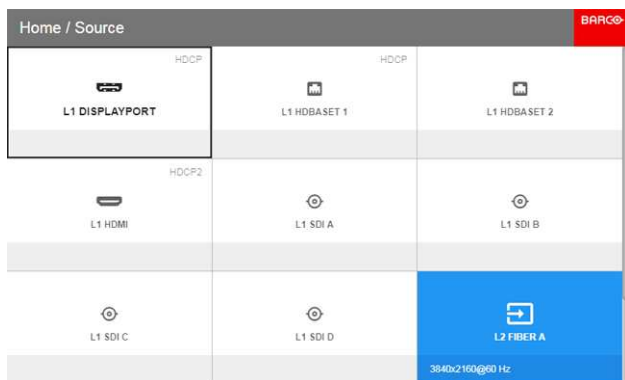 Home / Source
BARCO
HDCP
HDCP
L1 DISPLAYPORT
L1 HDBASET 1
L1 HDBASET 2
HDCP2
L1 HDMI
L1 SDI A
L1 SDI B
L1 SDI C
L1 SDI D
L2 FIBER A
3840x2160@60 Hz